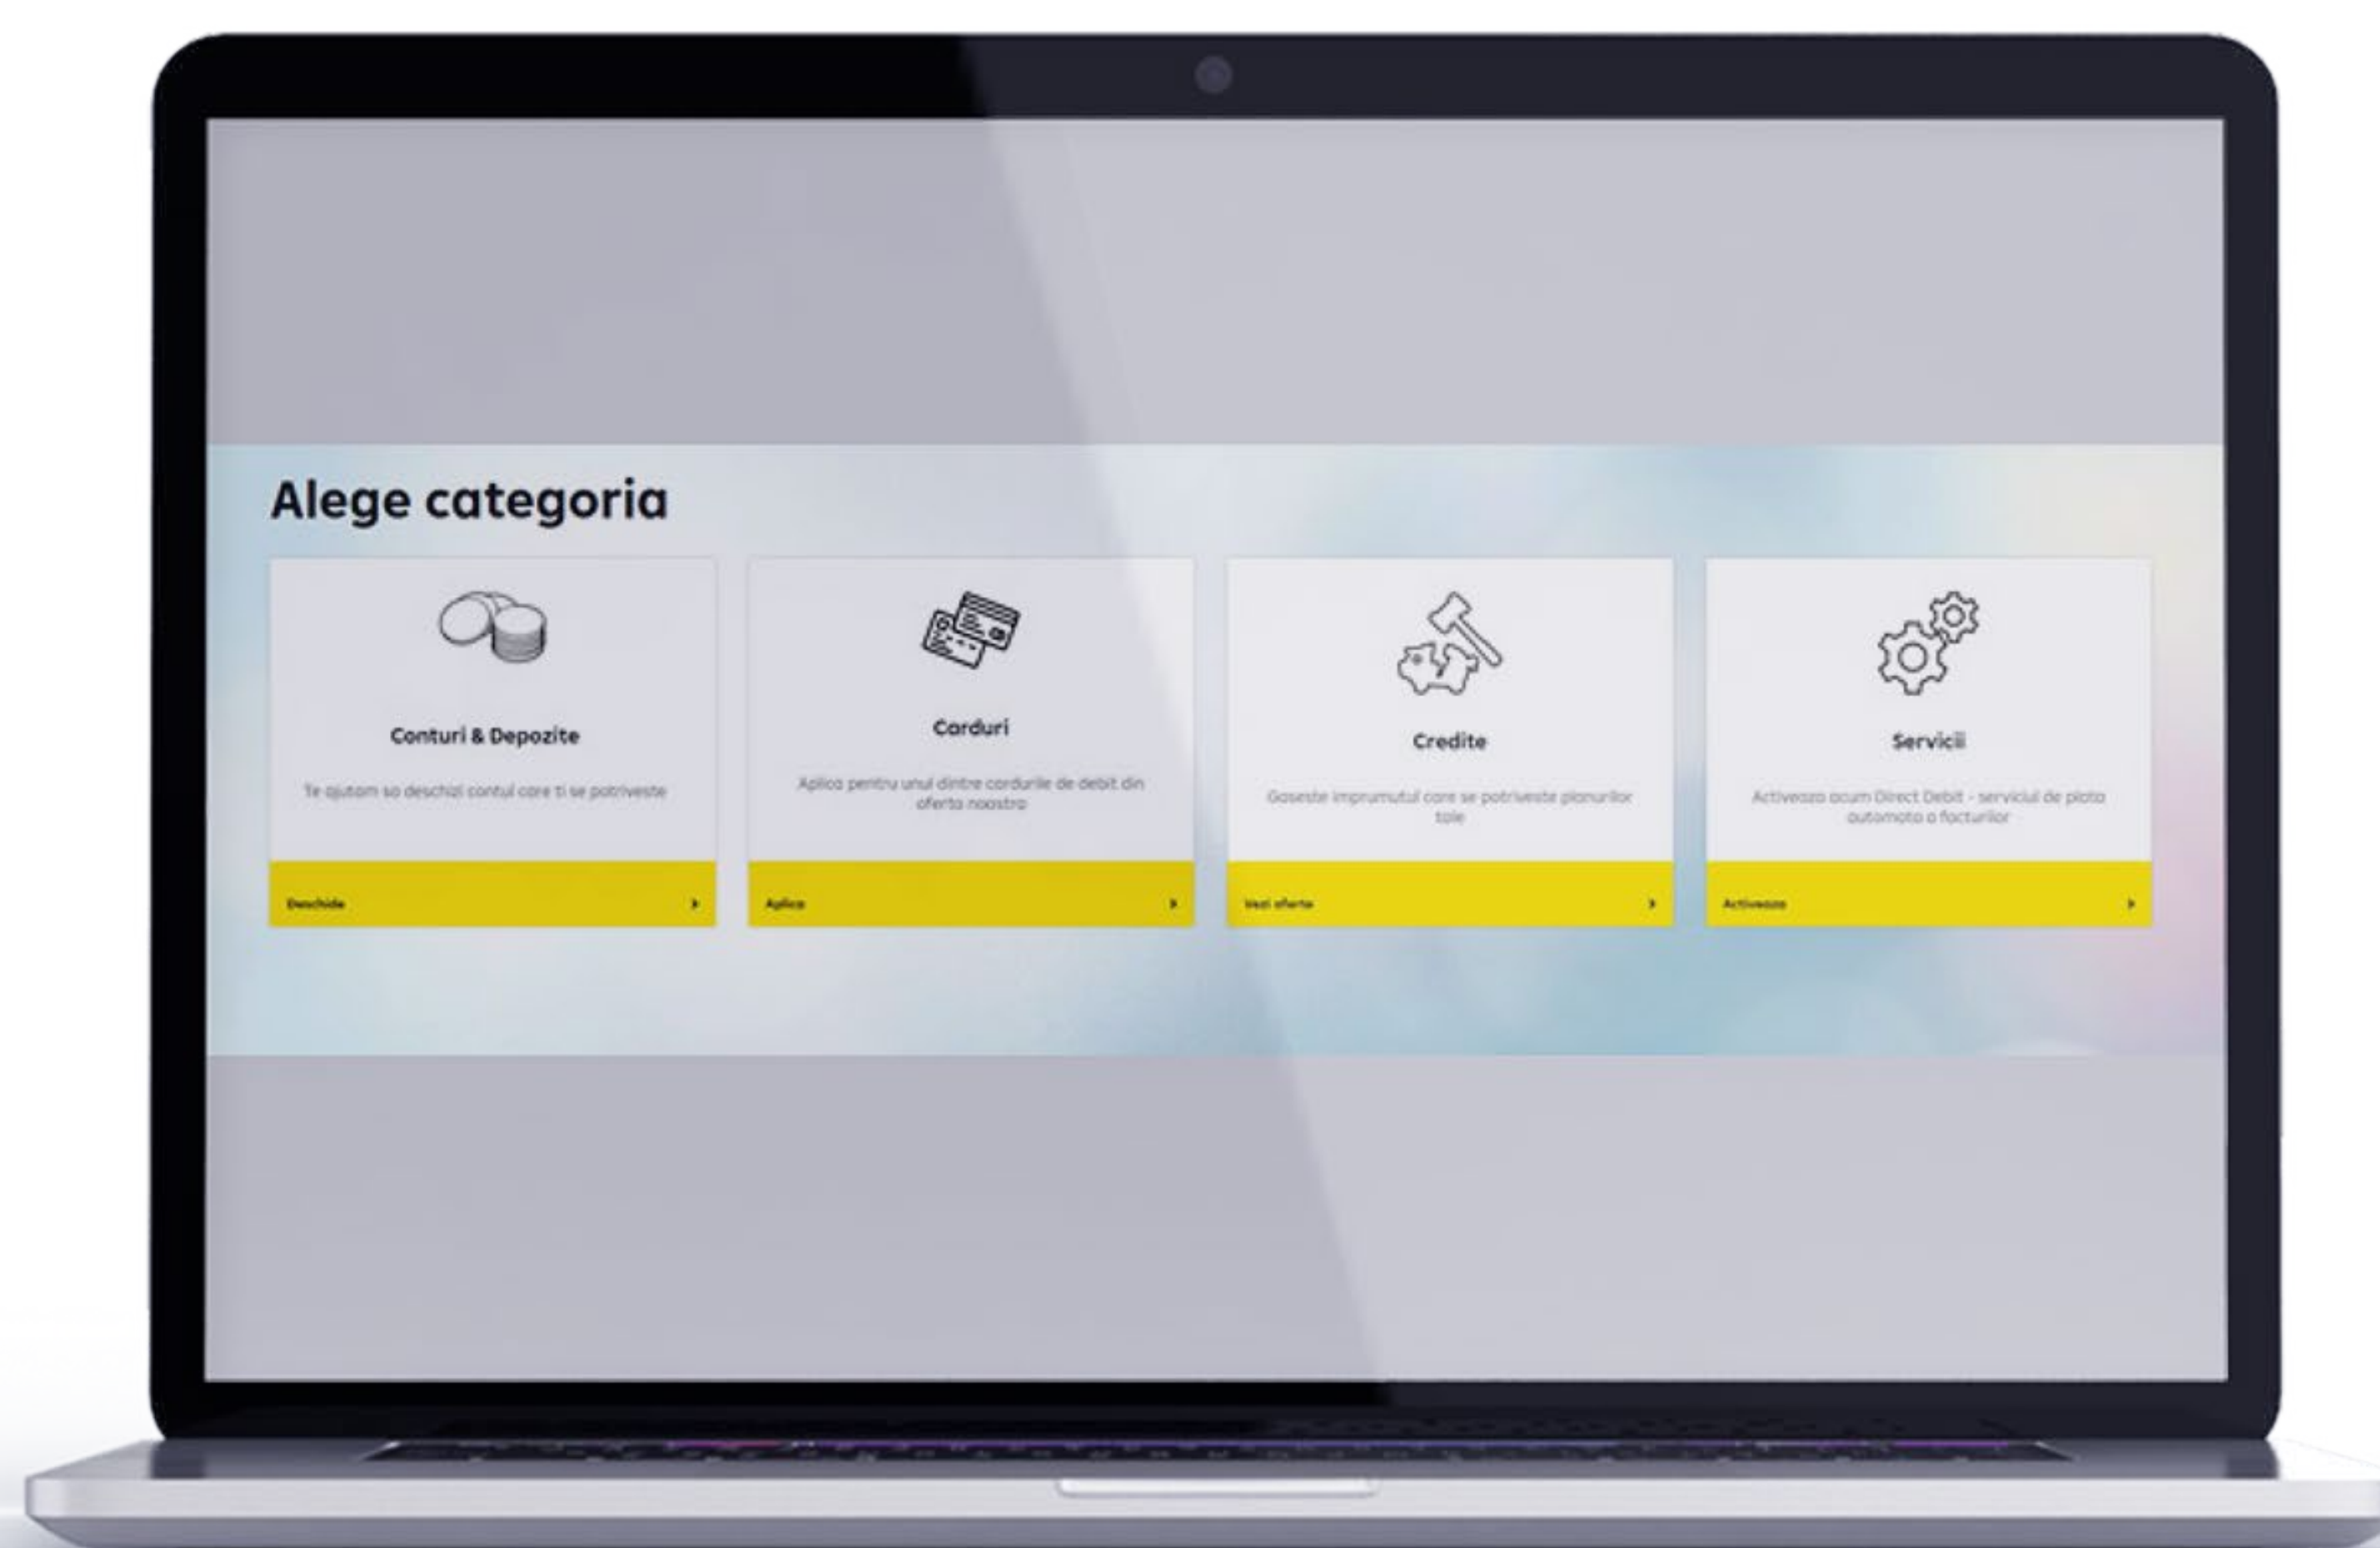 Alege categoria
Conturi & Depozite
Te ajutam sa deschizi contul care ti se potriveste
Deschide
Carduri
Aplica pentru unul dintre cardurile de debit din
oferta noastra
Aplica
Credite
Gaseste imprumutul care se potriveste planurilor
tale
Vezi oferta
Servicii
Activeaza acum Direct Debit - serviciul de plata
automata a facturilor
Activeaza